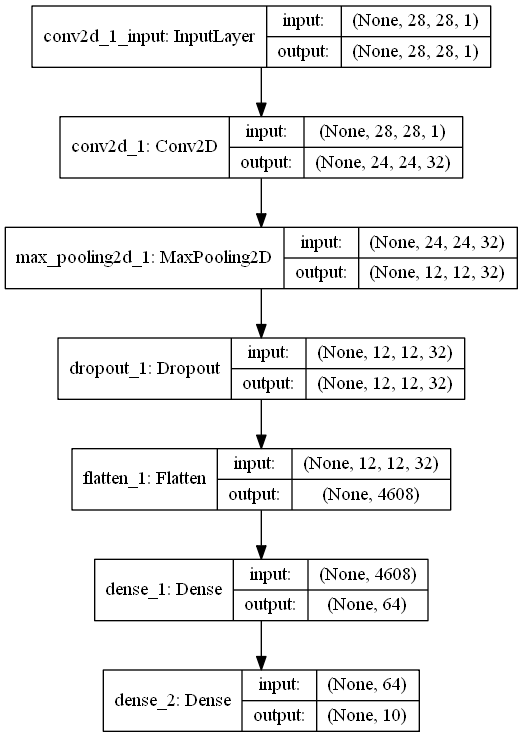 conv2d_1_input: InputLayer input: (None, 28, 28, 1)
output: (None, 28, 28, 1)
conv2d_1: Conv2D input: (None, 28, 28, 1)
output: (None, 24, 24, 32)
max_pooling2d_1: MaxPooling2D input: (None, 24, 24, 32)
output: (None, 12, 12, 32)
dropout_1: Dropout input: (None, 12, 12, 32)
output: (None, 12, 12, 32)
flatten_1: Flatten input: (None, 12, 12, 32)
output: (None, 4608)
dense_1: Dense input: (None, 4608)
output: (None, 64)
dense_2: Dense input: (None, 64)
output: (None, 10)